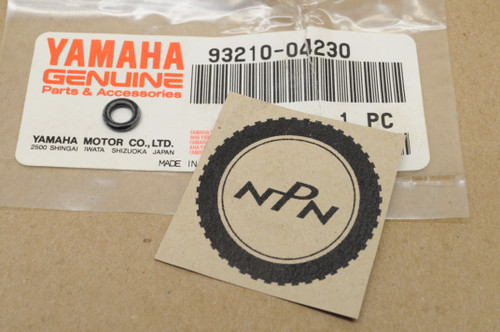 YAMAHA
GENUINE
Parts & Accessories
93210-04230
1 PC
YAMAHA MOTOR CO., LTD.
2500 SHINGAI IWATA SHIZUOKA JAPAN
MADE IN
NPN